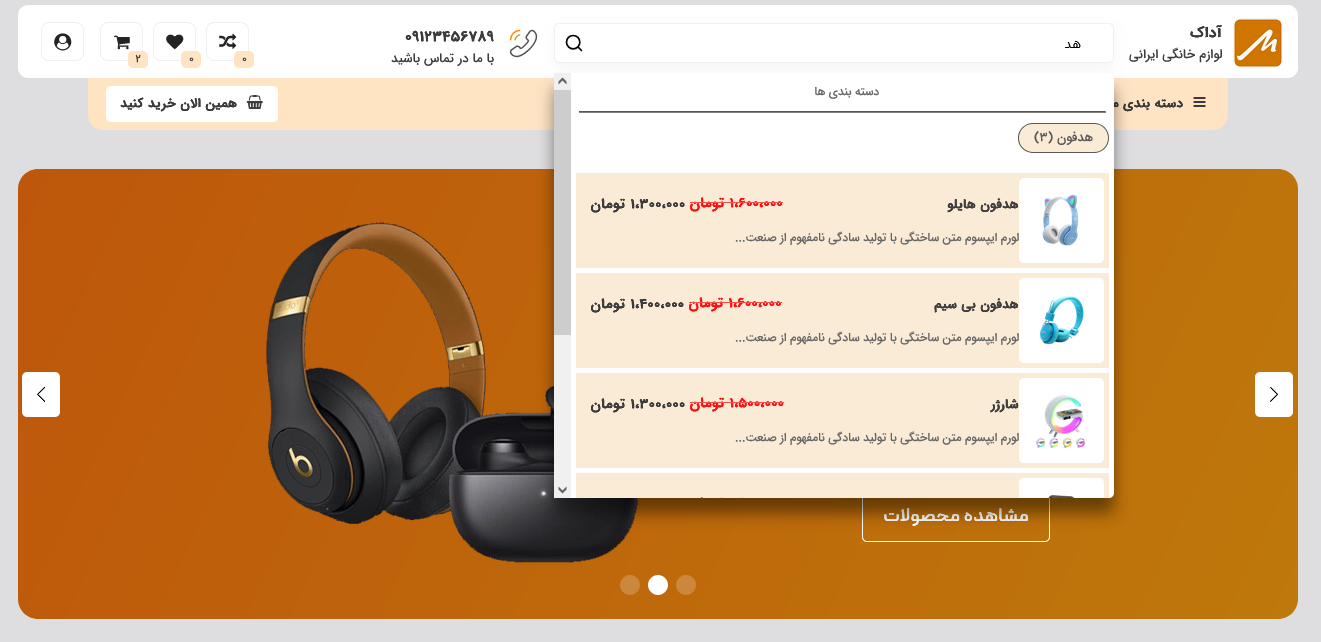 آداک
لوازم خانگی ایرانی
هد
۰۹۱۲۳۴۵۶۷۸۹
با ما در تماس باشید
۰
۰
۲
دسته بندی
همین الان خرید کنید
دسته بندی ها
هدفون (۳)
هدفون هایلو
۱،۶۰۰،۰۰۰ تومان ۱،۳۰۰،۰۰۰ تومان
لورم ایپسوم متن ساختگی با تولید سادگی نامفهوم از صنعت...
هدفون بی سیم
۱،۶۰۰،۰۰۰ تومان ۱،۴۰۰،۰۰۰ تومان
لورم ایپسوم متن ساختگی با تولید سادگی نامفهوم از صنعت...
شارژر
۱،۵۰۰،۰۰۰ تومان ۱،۳۰۰،۰۰۰ تومان
لورم ایپسوم متن ساختگی با تولید سادگی نامفهوم از صنعت...
مشاهده محصولات